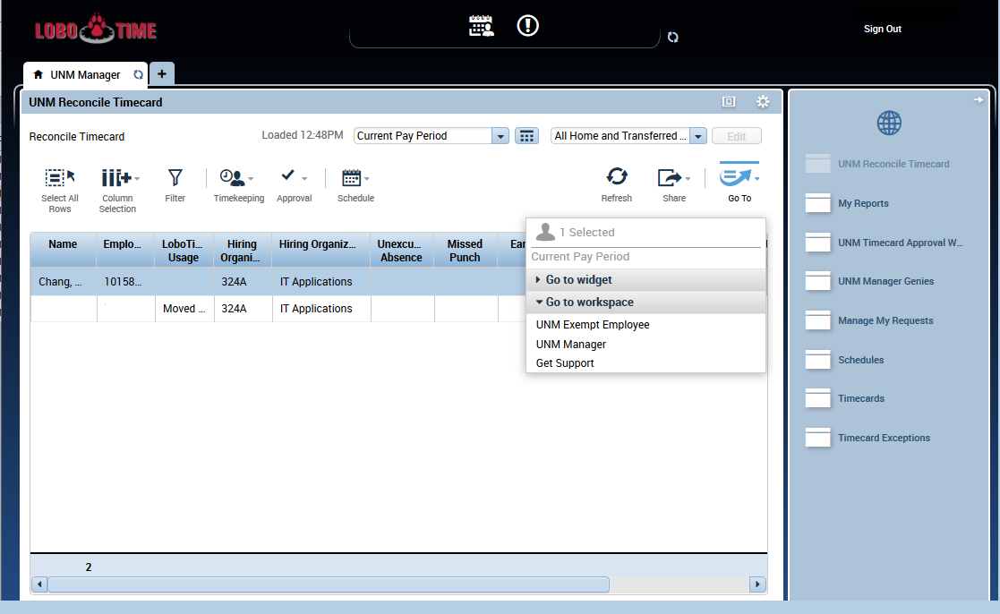 LOBO TIME
Sign Out
UNM Manager
+
UNM Reconcile Timecard
Reconcile Timecard
Loaded 12:48PM
Current Pay Period
All Home and Transferred ...
Edit
Select All
Rows
Column
Selection
Filter
Timekeeping
Approval
Schedule
Refresh
Share
Go To
Name
Emplo...
LoboTi...
Usage
Hiring
Organi...
Hiring Organiz...
Unexcu...
Absence
Missed
Punch
Ear
Chang, ...
10158...
324A
IT Applications
Moved ...
324A
IT Applications
1 Selected
Current Pay Period
Go to widget
Go to workspace
UNM Exempt Employee
UNM Manager
Get Support
2
UNM Reconcile Timecard
My Reports
UNM Timecard Approval W...
UNM Manager Genies
Manage My Requests
Schedules
Timecards
Timecard Exceptions